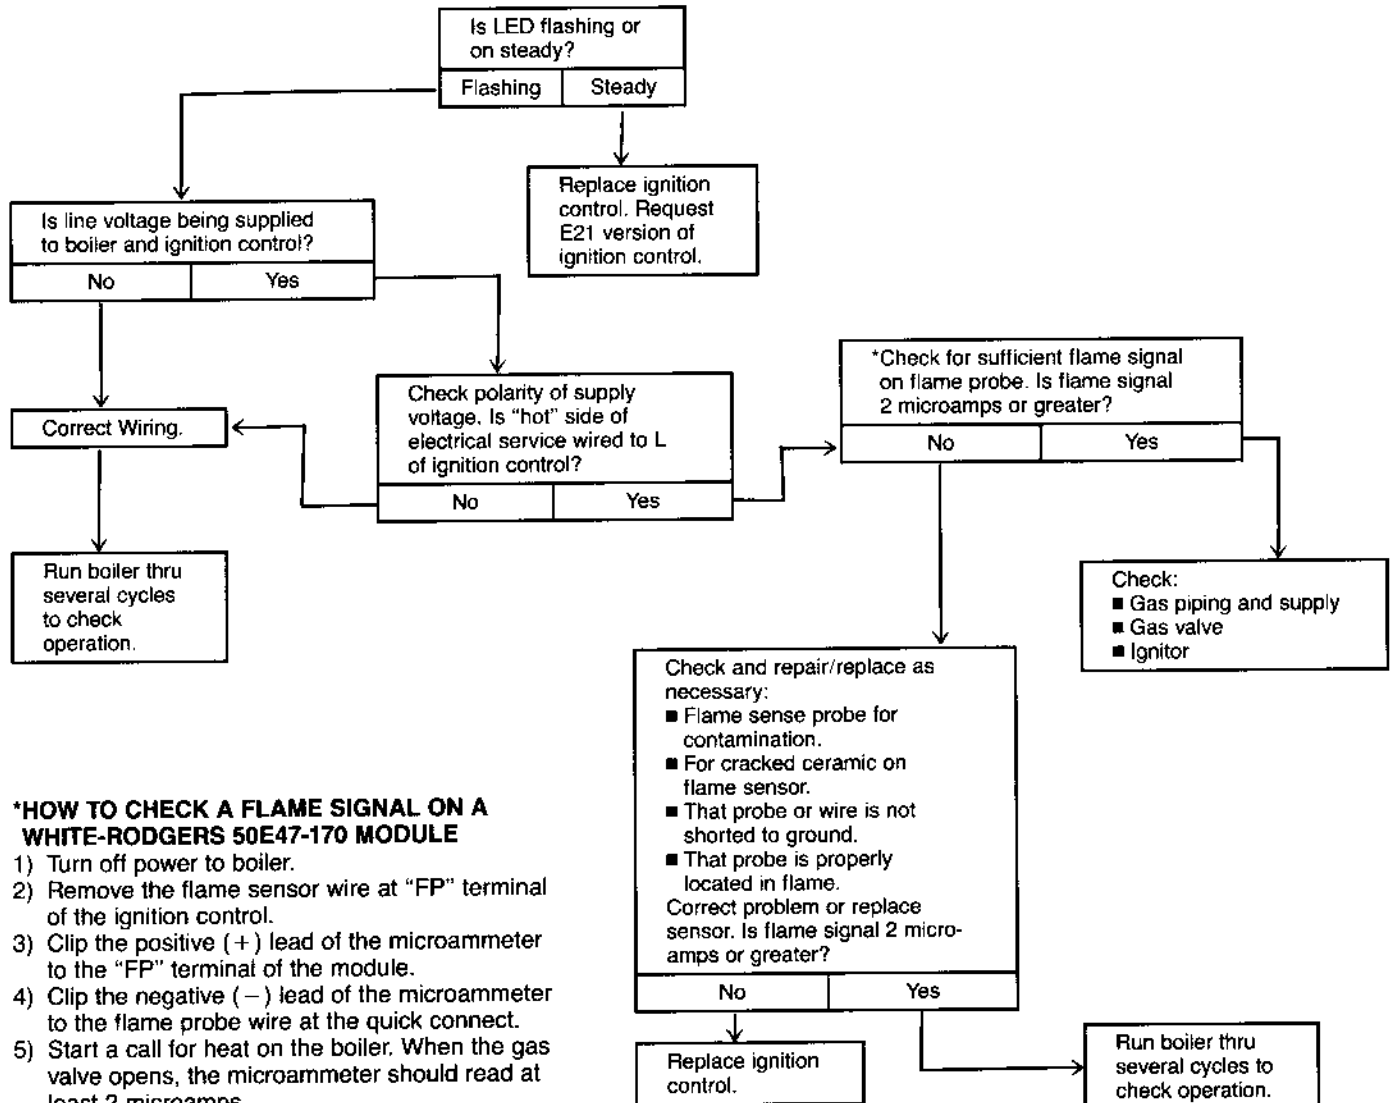 Is LED flashing or
on steady?
Flashing
Steady
Replace ignition
control. Request
E21 version of
ignition control.
Is line voltage being supplied
to boiler and ignition control?
No
Yes
Correct Wiring.
Run boiler thru
several cycles
to check
operation.
Check polarity of supply
voltage. Is "hot" side of
electrical service wired to L
of ignition control?
No
Yes
*Check for sufficient flame signal
on flame probe. Is flame signal
2 microamps or greater?
No
Yes
Check:
■ Gas piping and supply
■ Gas valve
■ Ignitor
Check and repair/replace as
necessary:
■ Flame sense probe for
contamination.
■ For cracked ceramic on
flame sensor.
■ That probe or wire is not
shorted to ground.
■ That probe is properly
located in flame.
Correct problem or replace
sensor. Is flame signal 2 micro-
amps or greater?
No
Yes
Replace ignition
control.
Run boiler thru
several cycles to
check operation.
*HOW TO CHECK A FLAME SIGNAL ON A
WHITE-RODGERS 50E47-170 MODULE
1) Turn off power to boiler.
2) Remove the flame sensor wire at "FP" terminal
of the ignition control.
3) Clip the positive (+) lead of the microammeter
to the "FP" terminal of the module.
4) Clip the negative (−) lead of the microammeter
to the flame probe wire at the quick connect.
5) Start a call for heat on the boiler. When the gas
valve opens, the microammeter should read at
least 2 microamps.